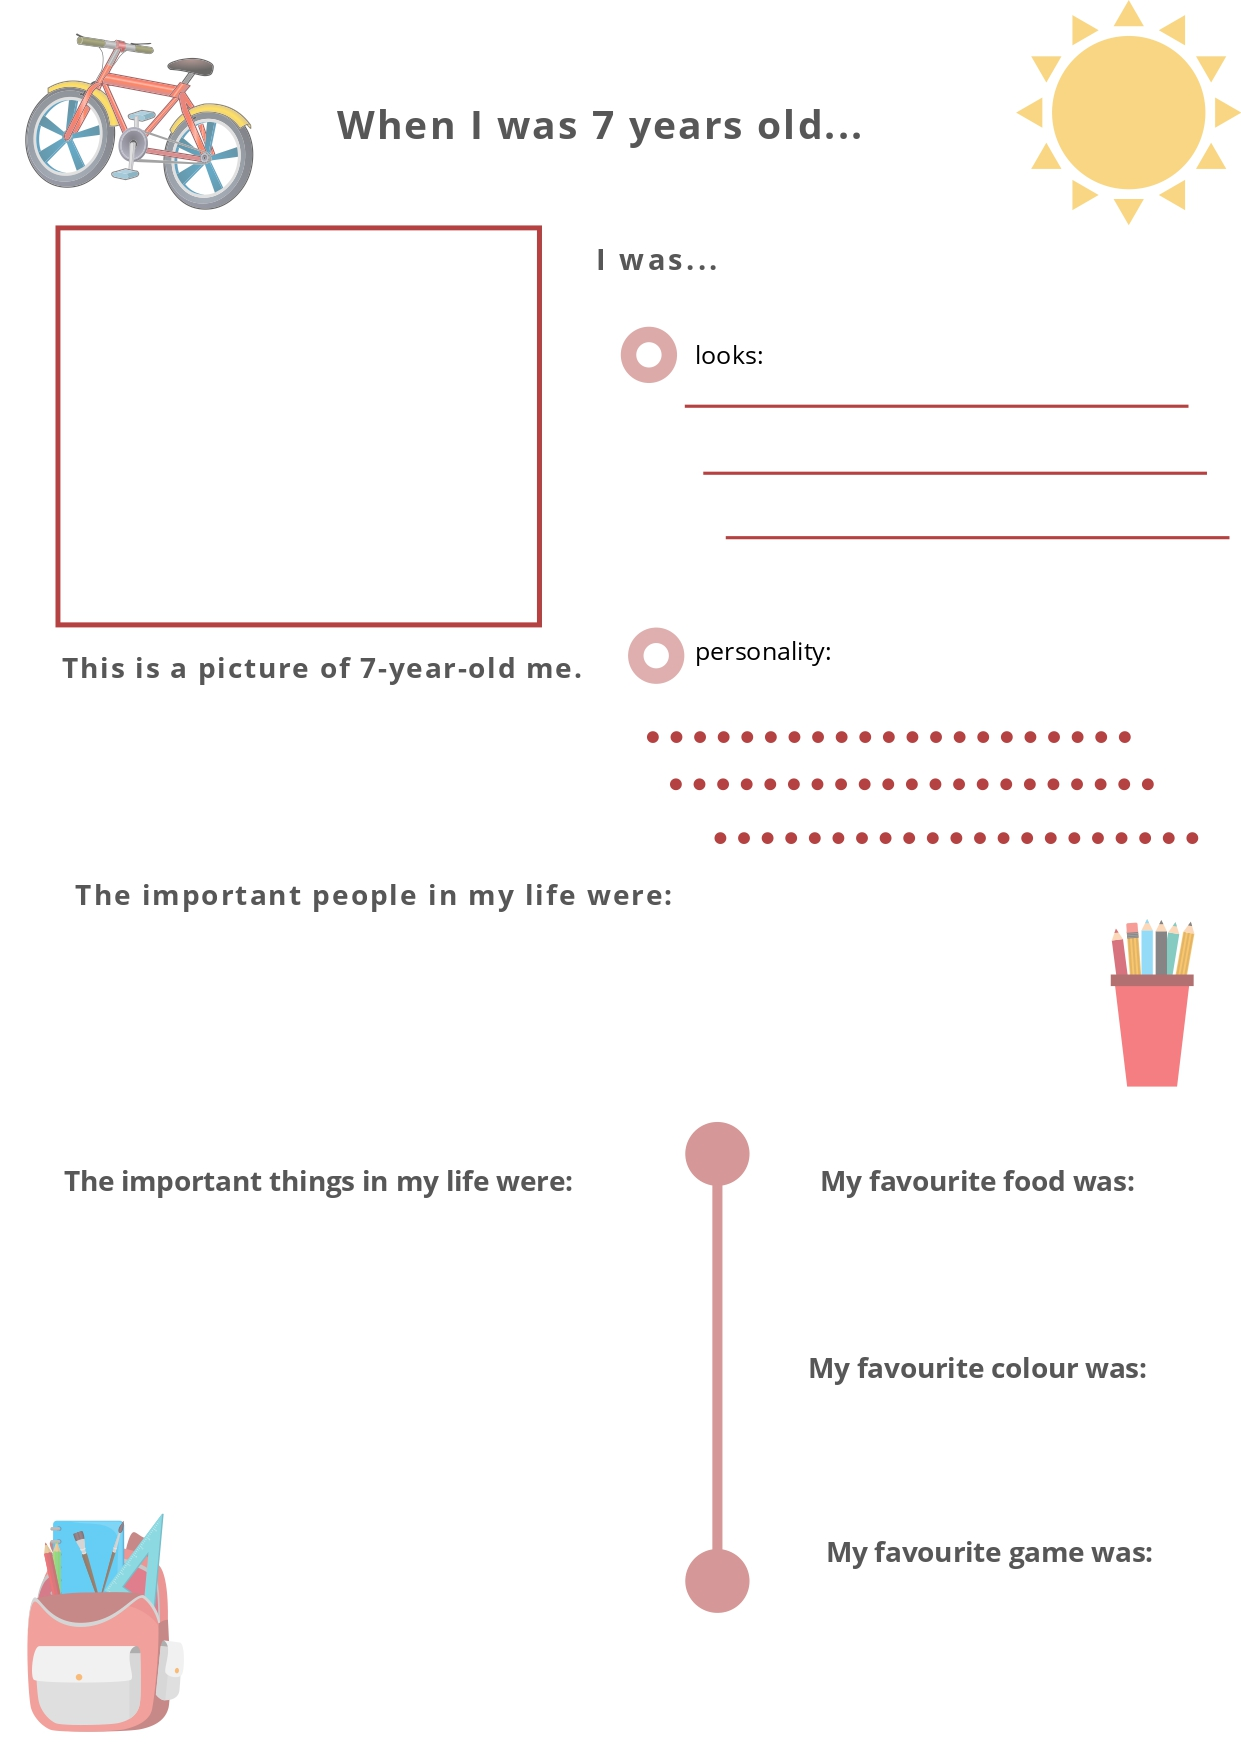 When I was 7 years old...
I was...
looks:
personality:
This is a picture of 7-year-old me.
The important people in my life were:
The important things in my life were:
My favourite food was:
My favourite colour was:
My favourite game was: